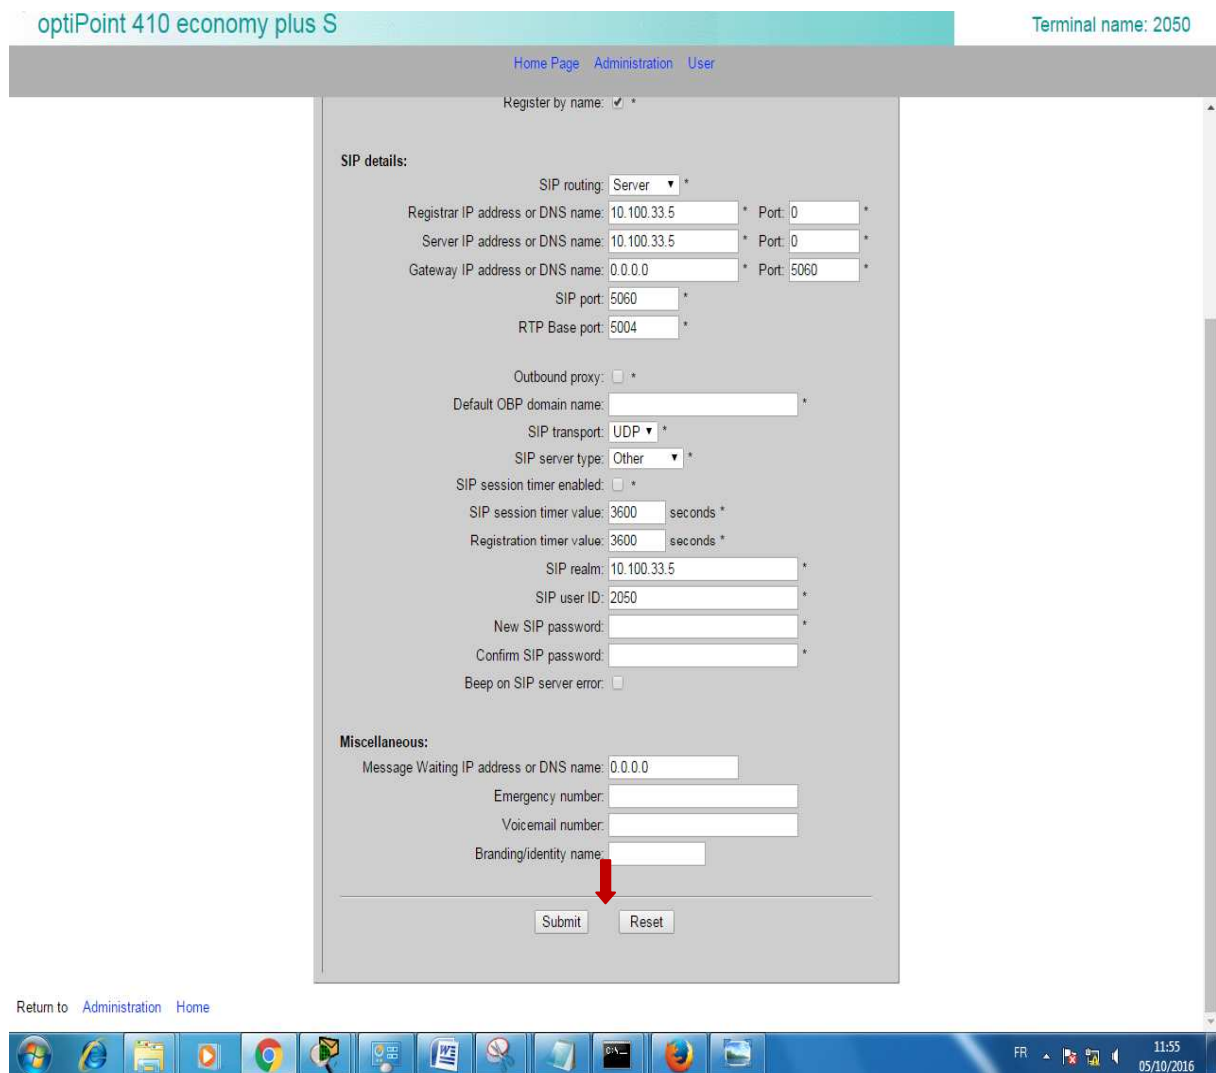 optiPoint 410 economy plus S
Terminal name: 2050
Home Page Administration User
Register by name: *
SIP details:
SIP routing: Server *
Registrar IP address or DNS name: 10.100.33.5 * Port: 0 *
Server IP address or DNS name: 10.100.33.5 * Port: 0 *
Gateway IP address or DNS name: 0.0.0.0 * Port: 5060 *
SIP port: 5060 *
RTP Base port: 5004 *
Outbound proxy: *
Default OBP domain name: *
SIP transport: UDP *
SIP server type: Other *
SIP session timer enabled: *
SIP session timer value: 3600 seconds *
Registration timer value: 3600 seconds *
SIP realm: 10.100.33.5 *
SIP user ID: 2050 *
New SIP password: *
Confirm SIP password: *
Beep on SIP server error:
Miscellaneous:
Message Waiting IP address or DNS name: 0.0.0.0
Emergency number:
Voicemail number:
Branding/identity name:
Submit Reset
Return to Administration Home
FR
11:55
05/10/2016